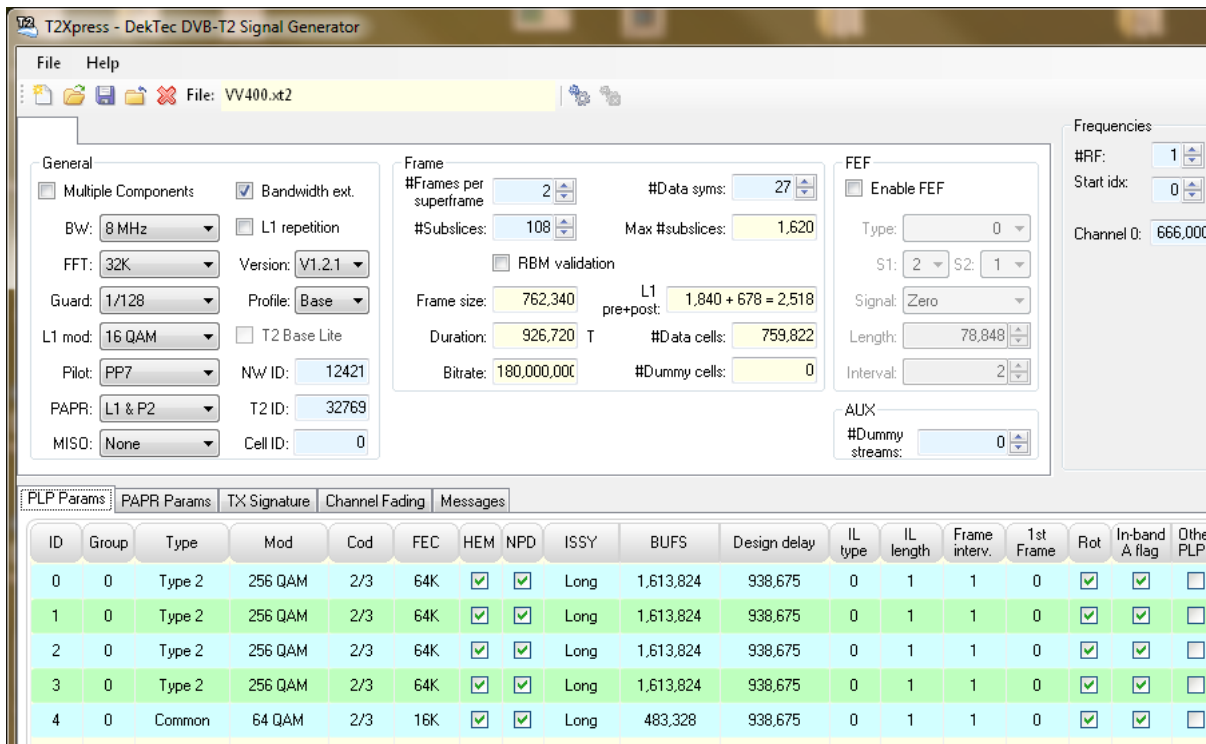 T2Xpress - DekTec DVB-T2 Signal Generator
File Help
File: VV400.xt2
General
Multiple Components Bandwidth ext.
BW: 8 MHz L1 repetition
FFT: 32K Version: V1.2.1
Guard: 1/128 Profile: Base
L1 mod: 16 QAM T2 Base Lite
Pilot: PP7 NW ID: 12421
PAPR: L1 & P2 T2 ID: 32769
MISO: None Cell ID: 0
Frame
#Frames per superframe 2 #Data syms: 27
#Subslices: 108 Max #subslices: 1,620
RBM validation
Frame size: 762,340 L1 pre+post: 1,840 + 678 = 2,518
Duration: 926,720 T #Data cells: 759,822
Bitrate: 180,000,000 #Dummy cells: 0
FEF
Enable FEF
Type: 0
S1: 2 S2: 1
Signal: Zero
Length: 78,848
Interval: 2
AUX
#Dummy streams: 0
Frequencies
#RF: 1
Start idx: 0
Channel 0: 666,000
PLP Params PAPR Params TX Signature Channel Fading Messages
ID Group Type Mod Cod FEC HEM NPD ISSY BUFS Design delay IL type IL length Frame interv. 1st Frame Rot In-band A flag Othe PLP
0 0 Type 2 256 QAM 2/3 64K Long 1,613,824 938,675 0 1 1 0
1 0 Type 2 256 QAM 2/3 64K Long 1,613,824 938,675 0 1 1 0
2 0 Type 2 256 QAM 2/3 64K Long 1,613,824 938,675 0 1 1 0
3 0 Type 2 256 QAM 2/3 64K Long 1,613,824 938,675 0 1 1 0
4 0 Common 64 QAM 2/3 16K Long 483,328 938,675 0 1 1 0